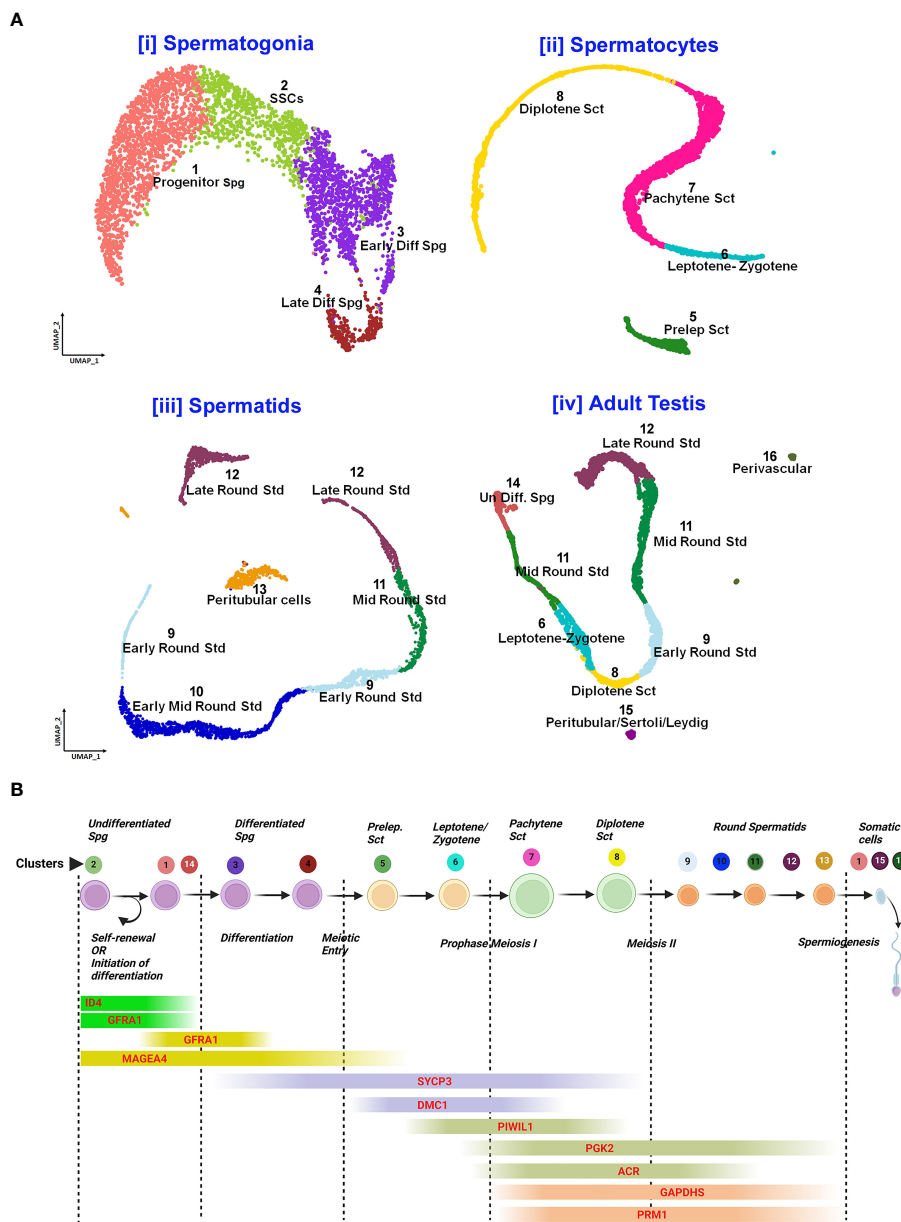 A
[i] Spermatogonia
2
SSCs
1
Progenitor Spg
3
Early Diff Spg
4
Late Diff Spg
UMAP_2
UMAP_1
[ii] Spermatocytes
8
Diplotene Sct
7
Pachytene Sct
6
Leptotene- Zygotene
5
Prelep Sct
[iii] Spermatids
12
Late Round Std
12
Late Round Std
13
Peritubular cells
11
Mid Round Std
9
Early Round Std
10
Early Mid Round Std
9
Early Round Std
UMAP_2
UMAP_1
[iv] Adult Testis
12
Late Round Std
16
Perivascular
14
Un Diff. Spg
11
Mid Round Std
11
Mid Round Std
6
Leptotene-Zygotene
9
Early Round Std
8
Diplotene Sct
15
Peritubular/Sertoli/Leydig
B
Undifferentiated
Spg
Differentiated
Spg
Prelep.
Sct
Leptotene/
Zygotene
Pachytene
Sct
Diplotene
Sct
Round Spermatids
Somatic
cells
Clusters
2 1 14 3 4 5 6 7 8 9 10 11 12 13 1 15 1
Self-renewal
OR
Initiation of
differentiation
Differentiation
Meiotic
Entry
Prophase Meiosis I
Meiosis II
Spermiogenesis
ID4
GFRA1
GFRA1
MAGEA4
SYCP3
DMC1
PIWIL1
PGK2
ACR
GAPDHS
PRM1